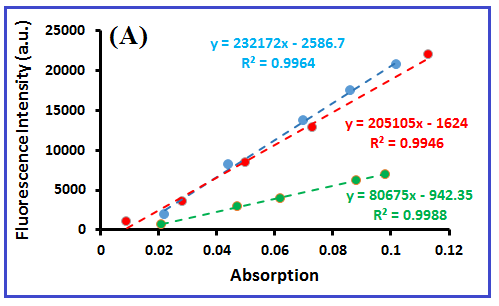 (A)
y = 232172x - 2586.7
R² = 0.9964
y = 205105x - 1624
R² = 0.9946
y = 80675x - 942.35
R² = 0.9988
Fluorescence Intensity (a.u.)
25000
20000
15000
10000
5000
0
0 0.02 0.04 0.06 0.08 0.1 0.12
Absorption